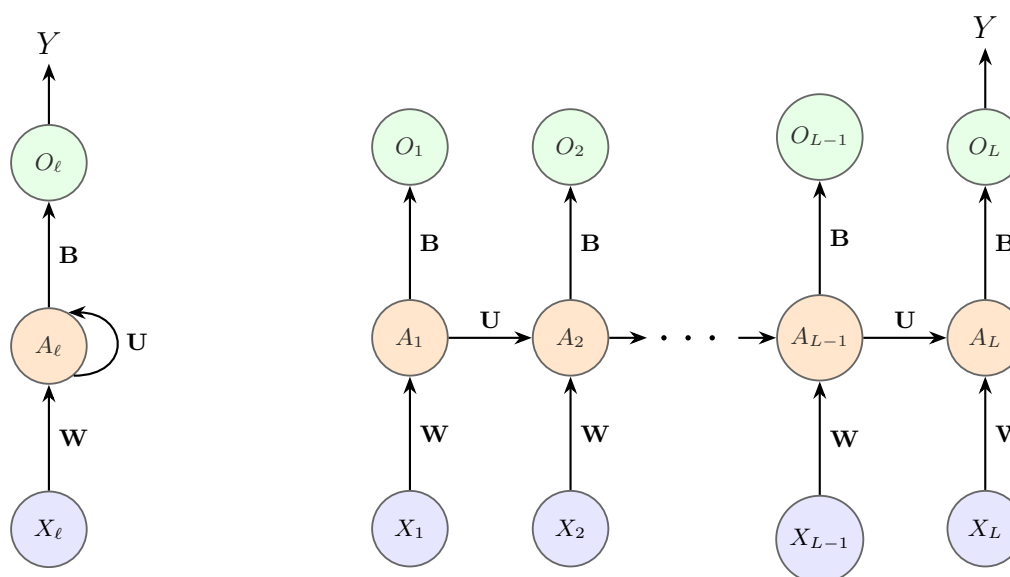 Y
Y
O_ℓ
O_1
O_2
O_{L−1}
O_L
B
B
B
B
B
A_ℓ
U
A_1
U
A_2
· · ·
A_{L−1}
U
A_L
W
W
W
W
W
X_ℓ
X_1
X_2
X_{L−1}
X_L